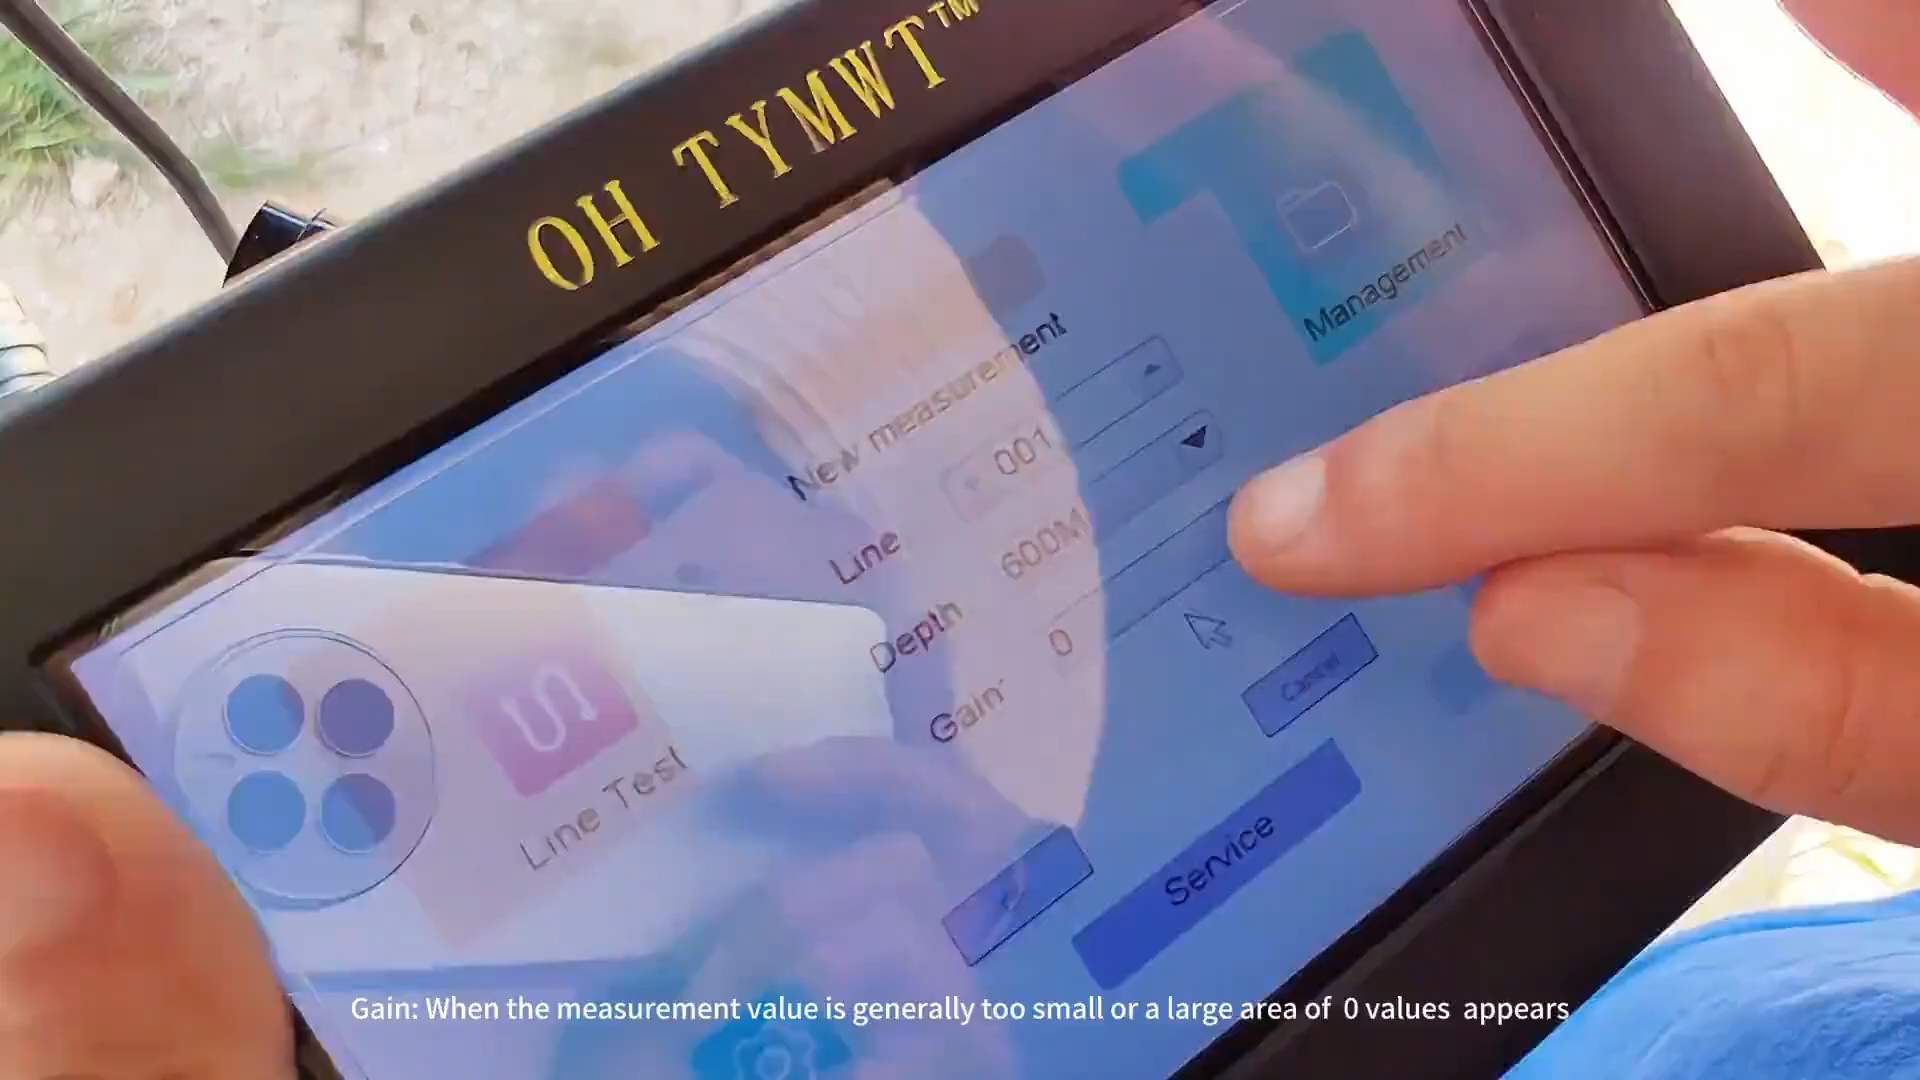 OH TYMWT™
Management
New measurement
Line 001
Depth 600M
Gain 0
Cancel
Line Test
Service
Gain: When the measurement value is generally too small or a large area of 0 values appears